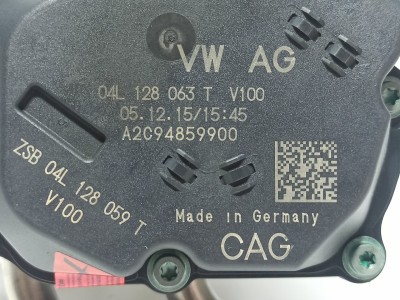 VW AG
04L 128 063 T V100
05.12.15/15:45
A2C94859900
ZSB 04L 128 059 T
V100
Made in Germany
CAG